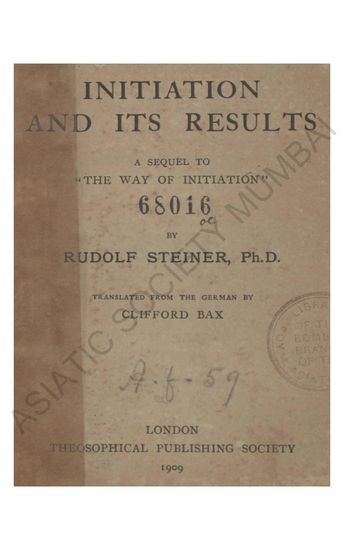 INITIATION
AND ITS RESULTS
A SEQUEL TO
"THE WAY OF INITIATION"
68016
BY
RUDOLF STEINER, Ph.D.
TRANSLATED FROM THE GERMAN BY
CLIFFORD BAX
A-f-59
LONDON
THEOSOPHICAL PUBLISHING SOCIETY
1909
ASIATIC SOCIETY MUMBAI